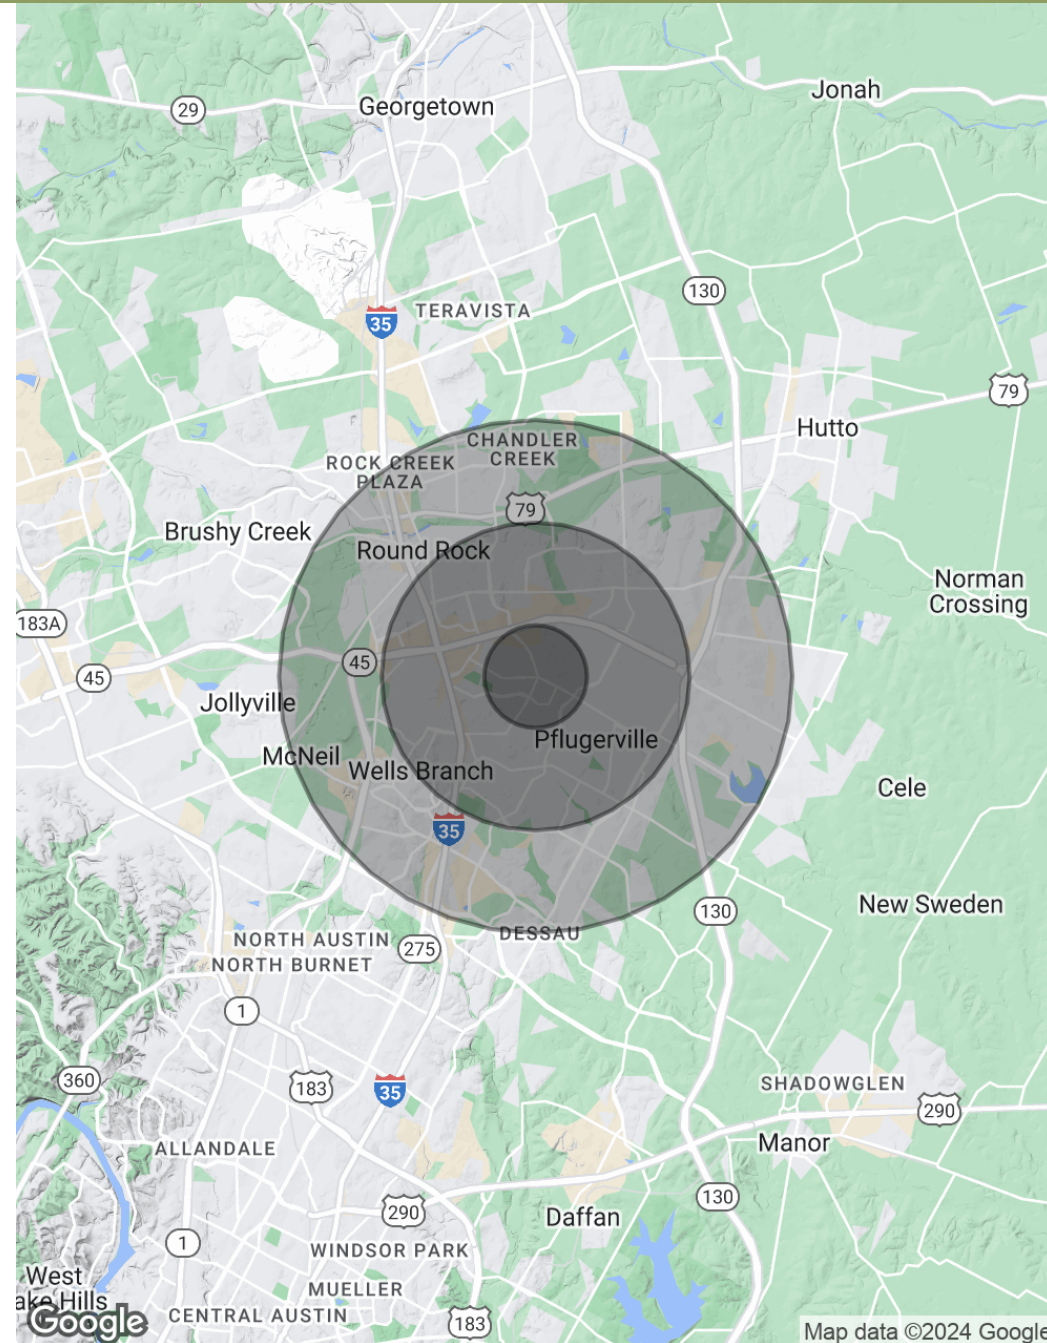 Jonah
Georgetown
29
130
TERAVISTA
35
79
Hutto
CHANDLER
CREEK
ROCK CREEK
PLAZA
79
Brushy Creek
Round Rock
Norman
Crossing
183A
45
45
Jollyville
Pflugerville
McNeil
Wells Branch
Cele
35
New Sweden
130
DESSAU
NORTH AUSTIN
275
NORTH BURNET
1
360
183
35
SHADOWGLEN
290
ALLANDALE
Manor
130
290
Daffan
1
WINDSOR PARK
West
ake Hills
MUELLER
CENTRAL AUSTIN
183
Google
Map data ©2024 Google